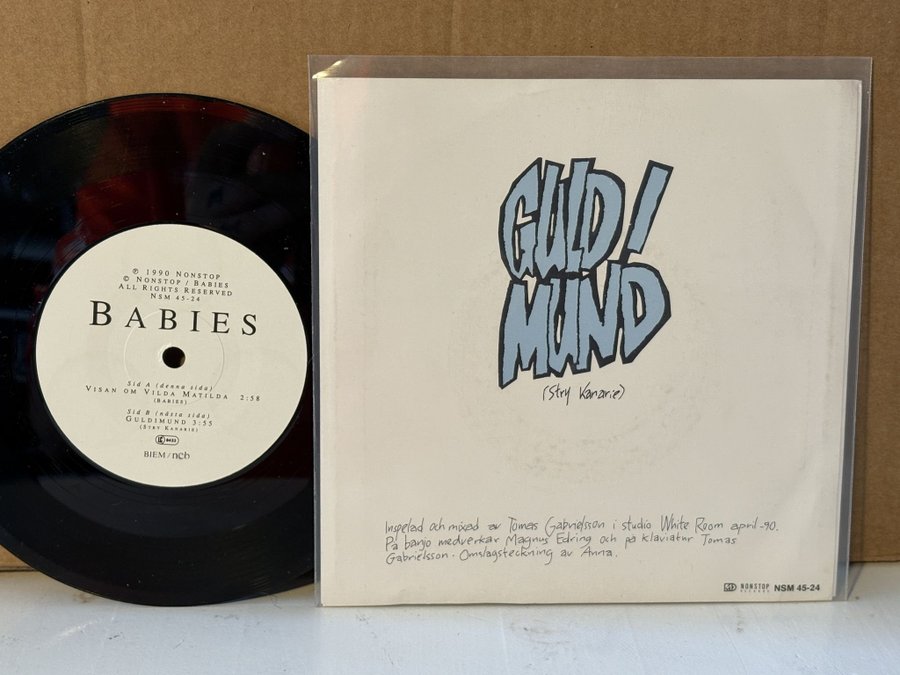 ℗ 1990 Nonstop
© Nonstop / Babies
All Rights Reserved
Nsm 45-24
Babies
Sid A (denna sida)
Visan om Vilda Matilda 2:58
(Babies)
Sid B (nästa sida)
Guldimund 3:55
(Stry Kanarie)
BIEM/ncb
GULD I
MUND
(Stry Kanarie)
Inspelad och mixad av Tomas Gabrielsson i studio White Room april -90.
På banjo medverkar Magnus Edring och på klaviatur Tomas
Gabrielsson. Omslagsteckning av Anna.
NONSTOP
RECORDS
NSM 45-24